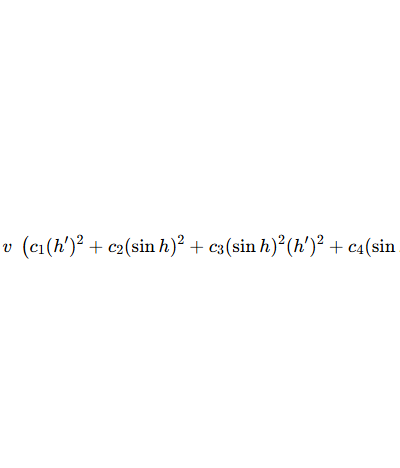 v (c₁(h′)² + c₂(sin h)² + c₃(sin h)²(h′)² + c₄(sin